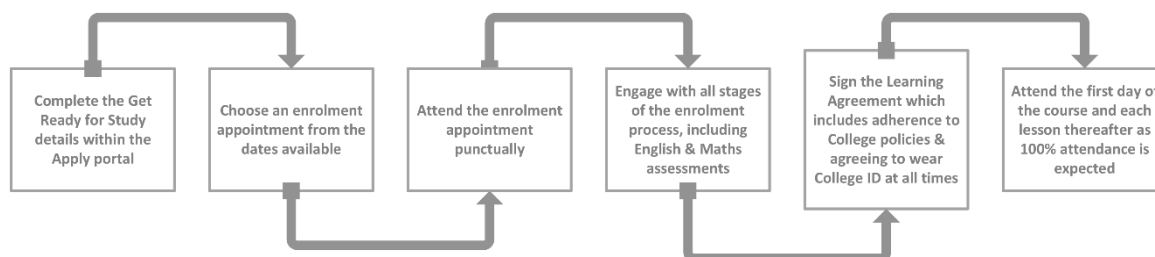 Complete the Get
Ready for Study
details within the
Apply portal
Choose an enrolment
appointment from the
dates available
Attend the enrolment
appointment
punctually
Engage with all stages
of the enrolment
process, including
English & Maths
assessments
Sign the Learning
Agreement which
includes adherence to
College policies &
agreeing to wear
College ID at all times
Attend the first day of
the course and each
lesson thereafter as
100% attendance is
expected